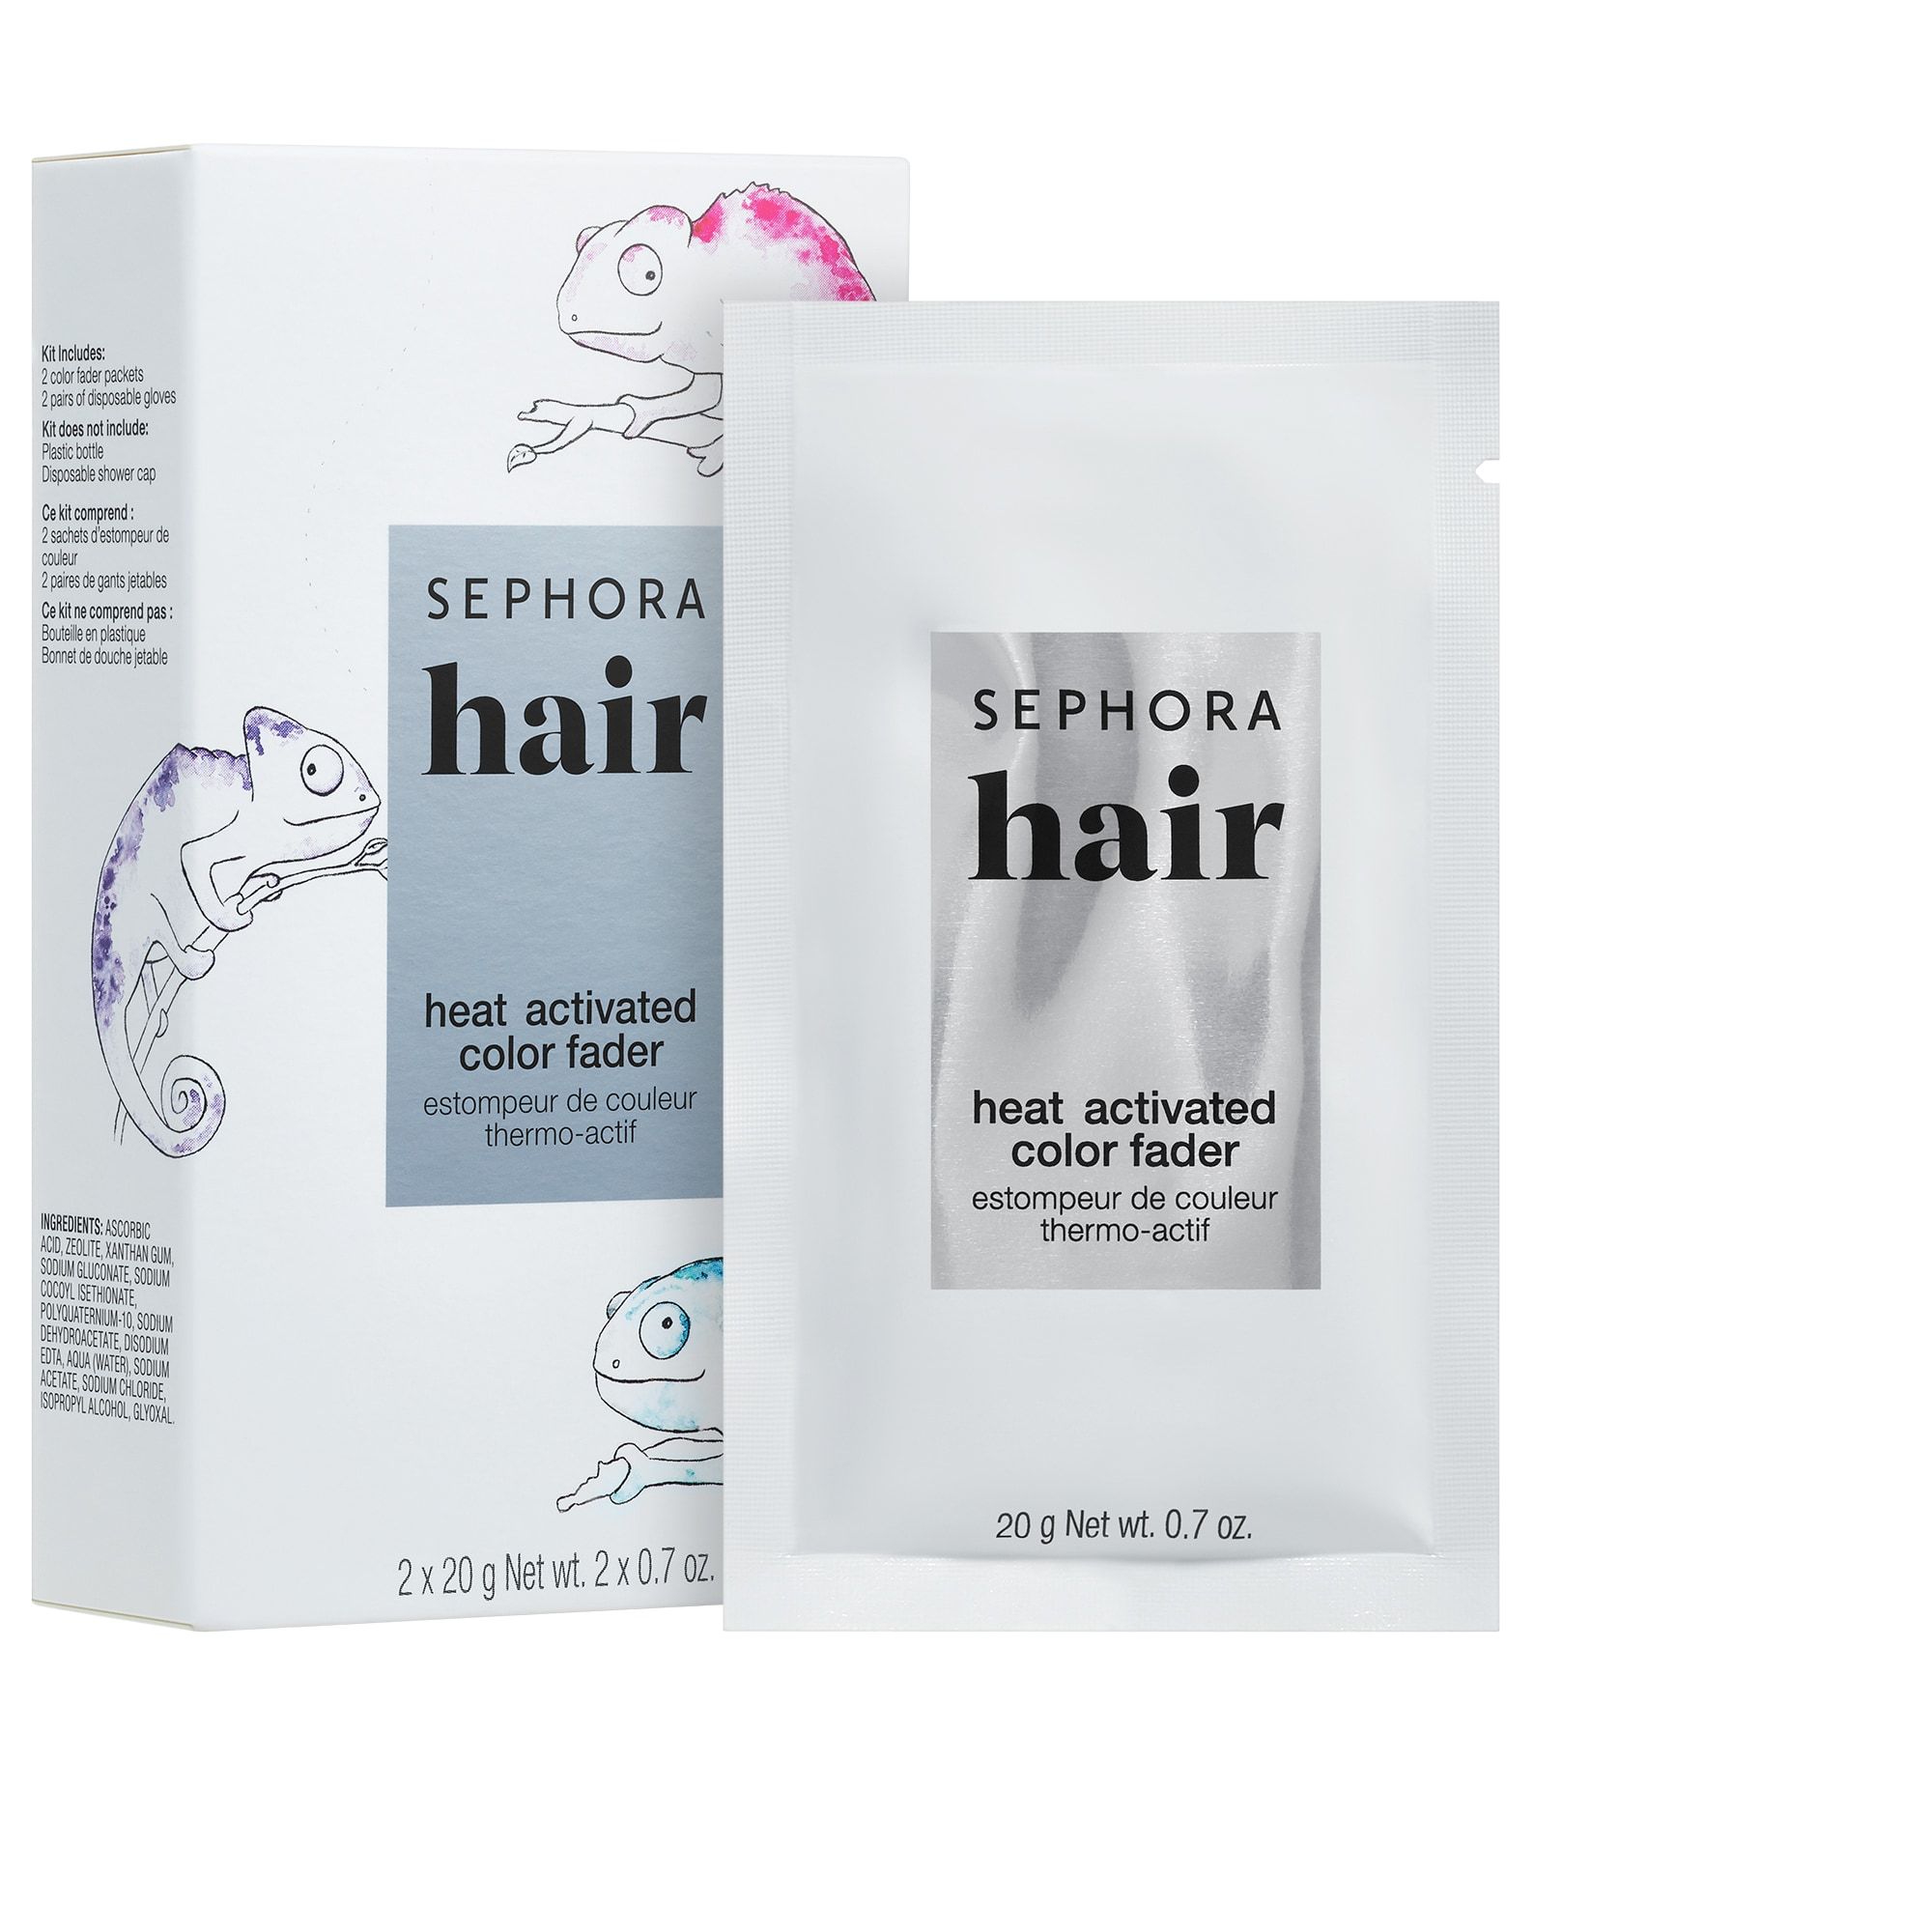 Kit Includes:
2 color fader packets
2 pairs of disposable gloves
Kit does not include:
Plastic bottle
Disposable shower cap
Ce kit comprend :
2 sachets d'estompeur de
couleur
2 paires de gants jetables
Ce kit ne comprend pas :
Bouteille en plastique
Bonnet de douche jetable
INGREDIENTS: ASCORBIC
ACID, ZEOLITE, XANTHAN GUM,
SODIUM GLUCONATE, SODIUM
COCOYL ISETHIONATE,
POLYQUATERNIUM-10, SODIUM
DEHYDROACETATE, DISODIUM
EDTA, AQUA (WATER), SODIUM
ACETATE, SODIUM CHLORIDE,
ISOPROPYL ALCOHOL, GLYOXAL.
SEPHORA
hair
heat activated
color fader
estompeur de couleur
thermo-actif
2 x 20 g Net wt. 2 x 0.7 oz.
SEPHORA
hair
heat activated
color fader
estompeur de couleur
thermo-actif
20 g Net wt. 0.7 oz.